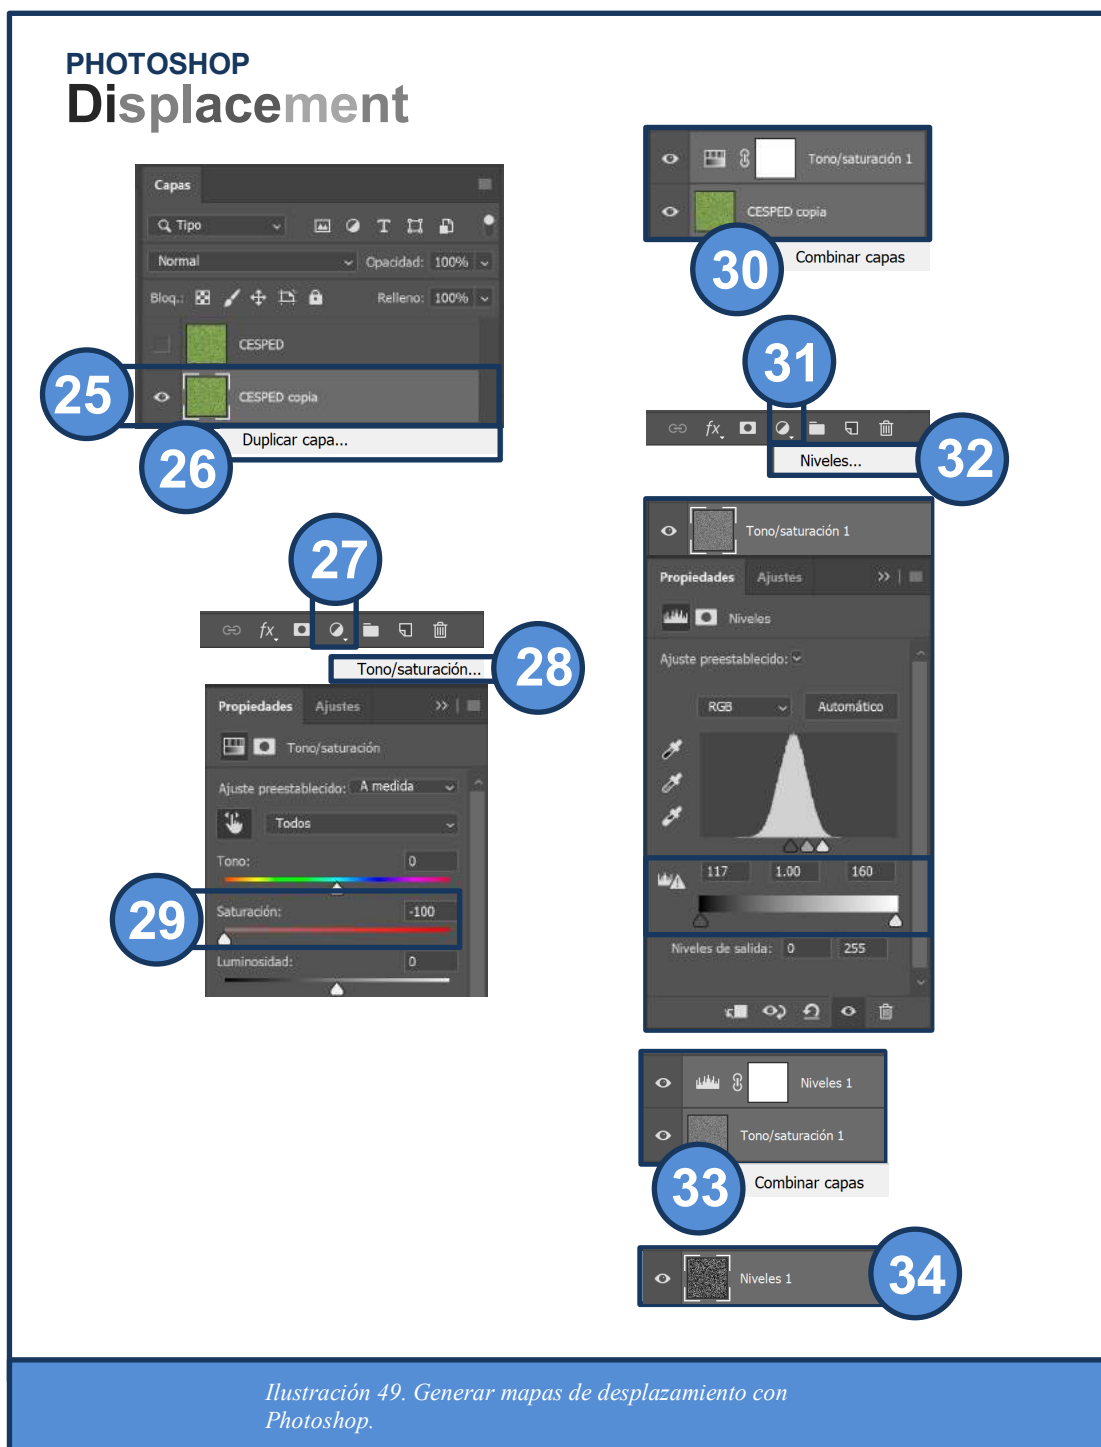 PHOTOSHOP
Displacement
Capas
Tipo
Normal
Opacidad: 100%
Bloq.:
Relleno: 100%
CESPED
25
CESPED copia
26
Duplicar capa...
27
fx
Tono/saturación...
28
Propiedades Ajustes
Tono/saturación
Ajuste preestablecido: A medida
Todos
Tono: 0
29
Saturación: -100
Luminosidad: 0
Tono/saturación 1
CESPED copia
30
Combinar capas
31
fx
Niveles...
32
Tono/saturación 1
Propiedades Ajustes
Niveles
Ajuste preestablecido:
RGB Automático
117 1.00 160
Niveles de salida: 0 255
Niveles 1
Tono/saturación 1
33
Combinar capas
Niveles 1
34
Ilustración 49. Generar mapas de desplazamiento con
Photoshop.